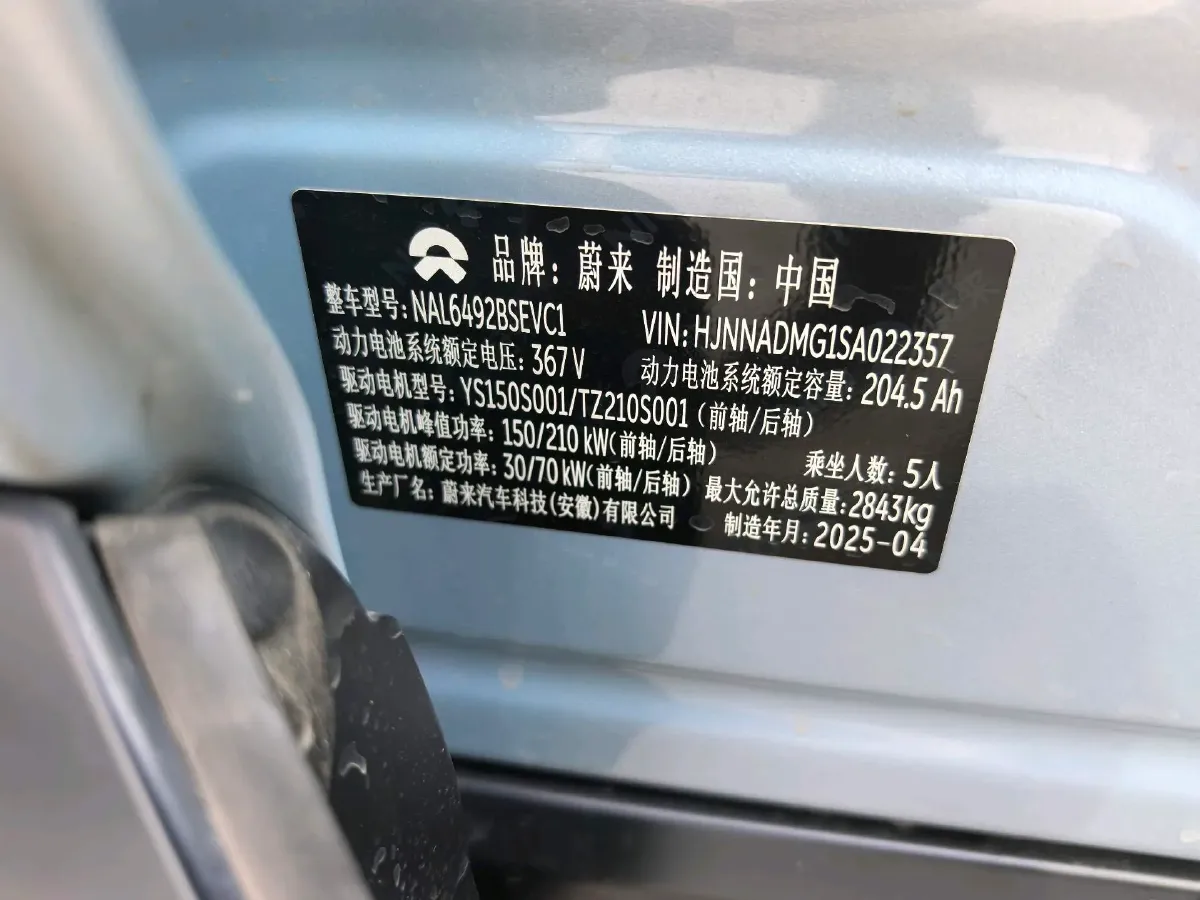 品牌：蔚来 制造国：中国
整车型号：NAL6492BSEVC1 VIN：HJNNADMG1SA022357
动力电池系统额定电压：367 V 动力电池系统额定容量：204.5 Ah
驱动电机型号：YS150S001/TZ210S001（前轴/后轴）
驱动电机峰值功率：150/210 kW(前轴/后轴) 乘坐人数：5人
驱动电机额定功率：30/70 kW(前轴/后轴) 最大允许总质量：2843kg
生产厂名：蔚来汽车科技(安徽)有限公司 制造年月：2025-04